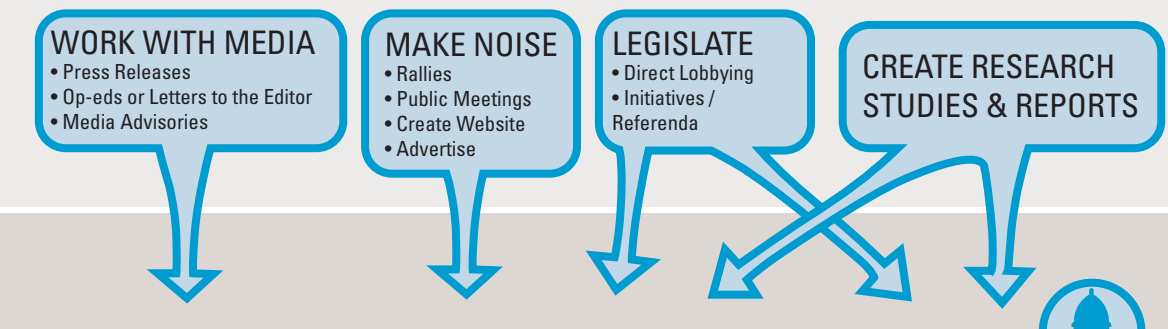 WORK WITH MEDIA
• Press Releases
• Op-eds or Letters to the Editor
• Media Advisories
MAKE NOISE
• Rallies
• Public Meetings
• Create Website
• Advertise
LEGISLATE
• Direct Lobbying
• Initiatives /
Referenda
CREATE RESEARCH
STUDIES & REPORTS